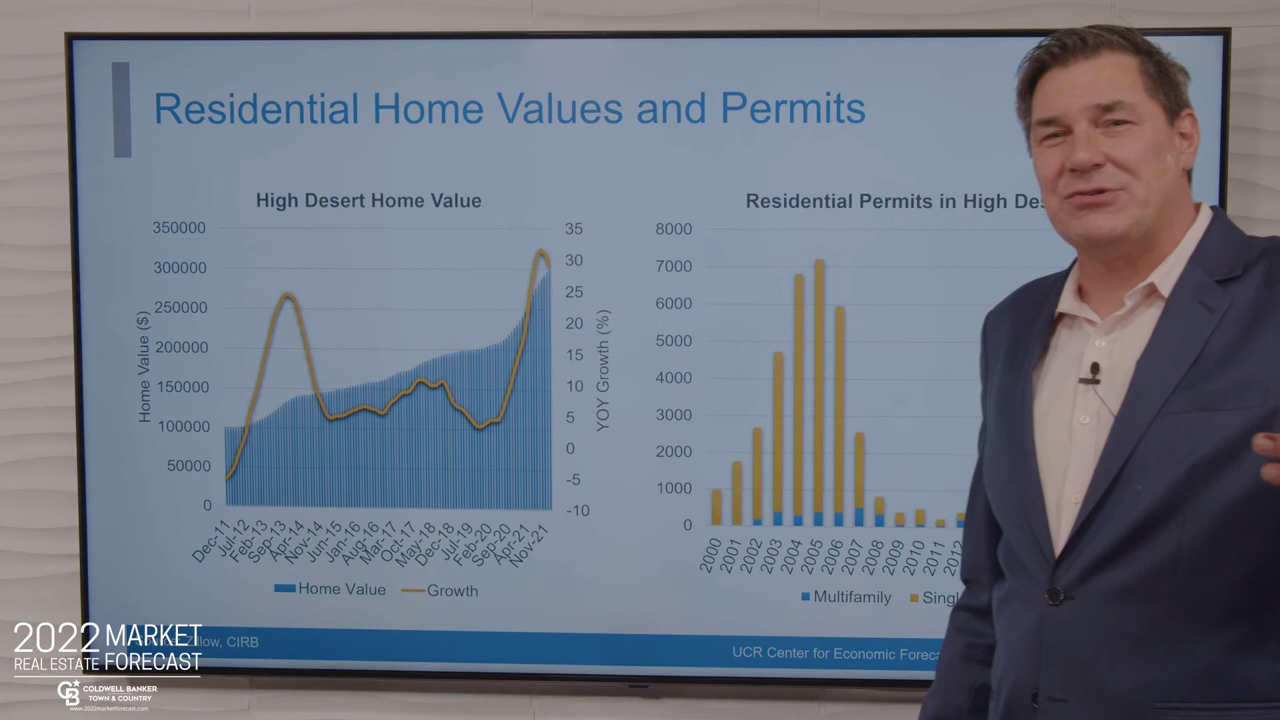 Residential Home Values and Permits
High Desert Home Value
350000
300000
250000
200000
150000
100000
50000
0
Home Value ($)
35
30
25
20
15
10
5
0
-5
-10
YOY Growth (%)
Dec-11
Jul-12
Feb-13
Sep-13
Apr-14
Nov-14
Jun-15
Jan-16
Aug-16
Mar-17
Oct-17
May-18
Dec-18
Jul-19
Feb-20
Sep-20
Apr-21
Nov-21
Home Value
Growth
Residential Permits in High Des
8000
7000
6000
5000
4000
3000
2000
1000
0
2000
2001
2002
2003
2004
2005
2006
2007
2008
2009
2010
2011
2012
Multifamily
Singl
Zillow, CIRB
UCR Center for Economic Foreca
2022 MARKET
REAL ESTATE FORECAST
CB COLDWELL BANKER
TOWN & COUNTRY
www.2022marketforecast.com